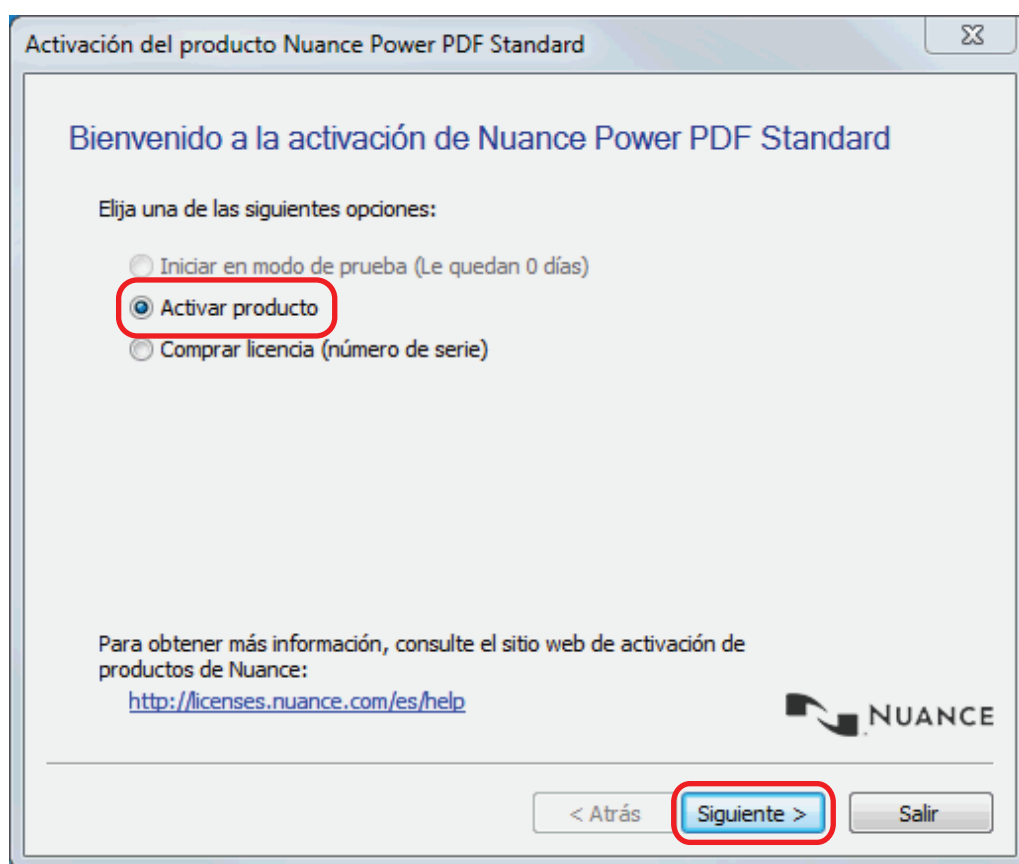 Activación del producto Nuance Power PDF Standard
Bienvenido a la activación de Nuance Power PDF Standard
Elija una de las siguientes opciones:
Iniciar en modo de prueba (Le quedan 0 días)
Activar producto
Comprar licencia (número de serie)
Para obtener más información, consulte el sitio web de activación de
productos de Nuance:
http://licenses.nuance.com/es/help
NUANCE
< Atrás
Siguiente >
Salir